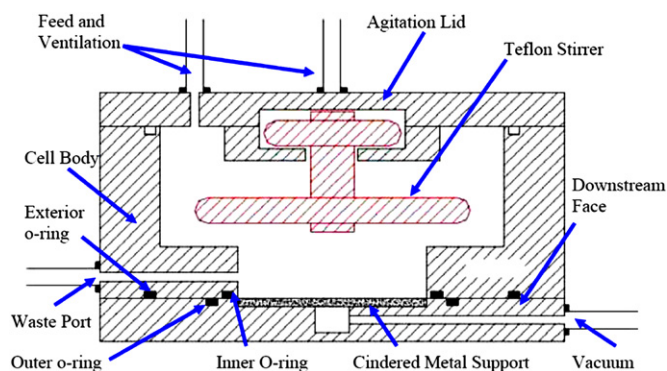 Feed and
Ventilation
Agitation Lid
Teflon Stirrer
Cell Body
Exterior
o-ring
Downstream
Face
Waste Port
Outer o-ring
Inner O-ring
Cindered Metal Support
Vacuum